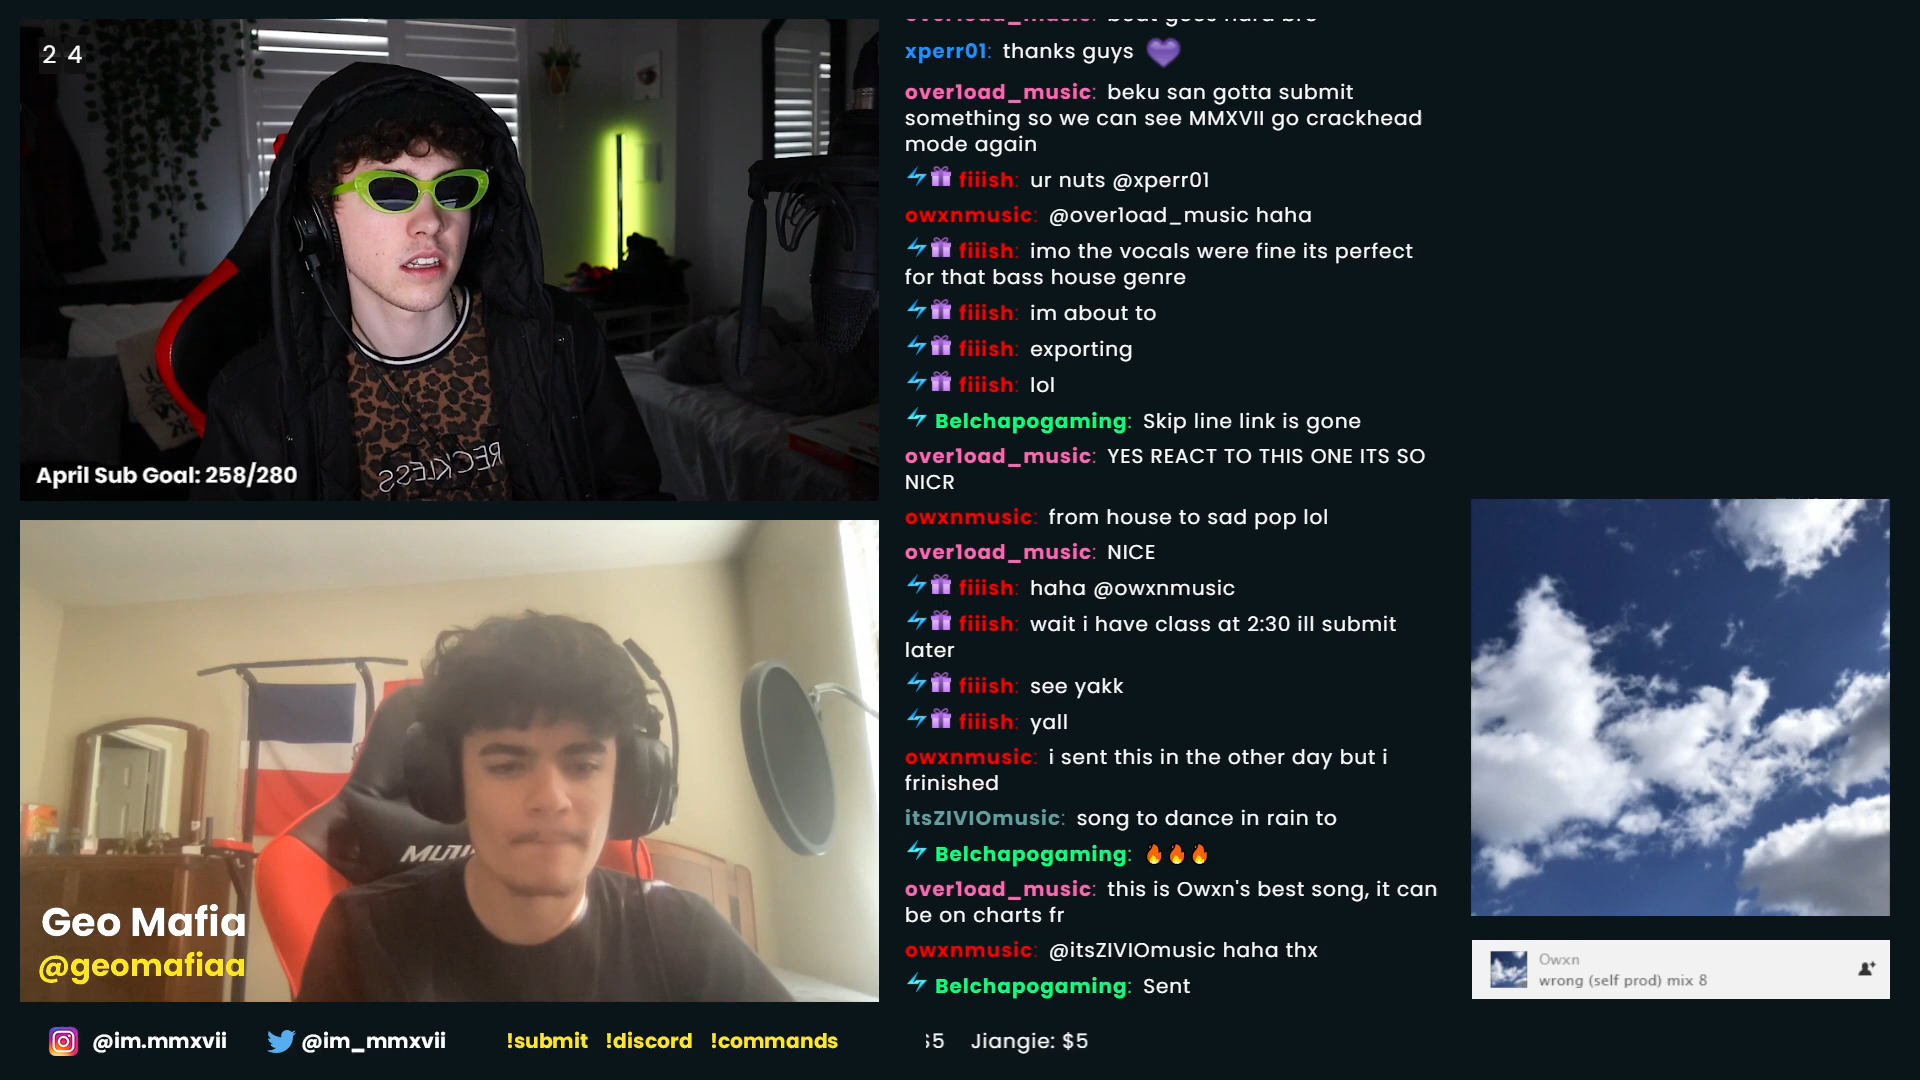 2 4
April Sub Goal: 258/280
RECKLESS
Geo Mafia
@geomafiaa
@im.mmxvii
@im_mmxvii
!submit
!discord
!commands
xperr01: thanks guys 💜
over1oad_music: beku san gotta submit
something so we can see MMXVII go crackhead
mode again
fiiish: ur nuts @xperr01
owxnmusic: @over1oad_music haha
fiiish: imo the vocals were fine its perfect
for that bass house genre
fiiish: im about to
fiiish: exporting
fiiish: lol
Belchapogaming: Skip line link is gone
over1oad_music: YES REACT TO THIS ONE ITS SO
NICR
owxnmusic: from house to sad pop lol
over1oad_music: NICE
fiiish: haha @owxnmusic
fiiish: wait i have class at 2:30 ill submit
later
fiiish: see yakk
fiiish: yall
owxnmusic: i sent this in the other day but i
frinished
itsZIVIOmusic: song to dance in rain to
Belchapogaming: 🔥🔥🔥
over1oad_music: this is Owxn's best song, it can
be on charts fr
owxnmusic: @itsZIVIOmusic haha thx
Belchapogaming: Sent
$5 Jiangie: $5
Owxn
wrong (self prod) mix 8